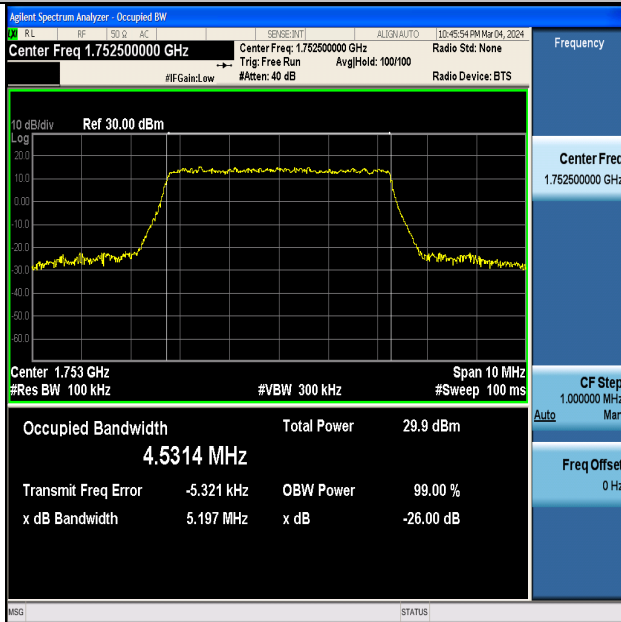 Agilent Spectrum Analyzer - Occupied BW
LXI RL RF 50 Ω AC SENSE:INT ALIGN AUTO 10:45:54 PM Mar 04, 2024
Center Freq 1.752500000 GHz Center Freq: 1.752500000 GHz Radio Std: None
Trig: Free Run Avg|Hold: 100/100
#IFGain:Low #Atten: 40 dB Radio Device: BTS
Frequency
10 dB/div Ref 30.00 dBm
Log
20.0
10.0
0.00
-10.0
-20.0
-30.0
-40.0
-50.0
-60.0
Center 1.753 GHz Span 10 MHz
#Res BW 100 kHz #VBW 300 kHz #Sweep 100 ms
Occupied Bandwidth Total Power 29.9 dBm
4.5314 MHz
Transmit Freq Error -5.321 kHz OBW Power 99.00 %
x dB Bandwidth 5.197 MHz x dB -26.00 dB
Center Freq
1.752500000 GHz
CF Step
1.000000 MHz
Auto Man
Freq Offset
0 Hz
MSG STATUS